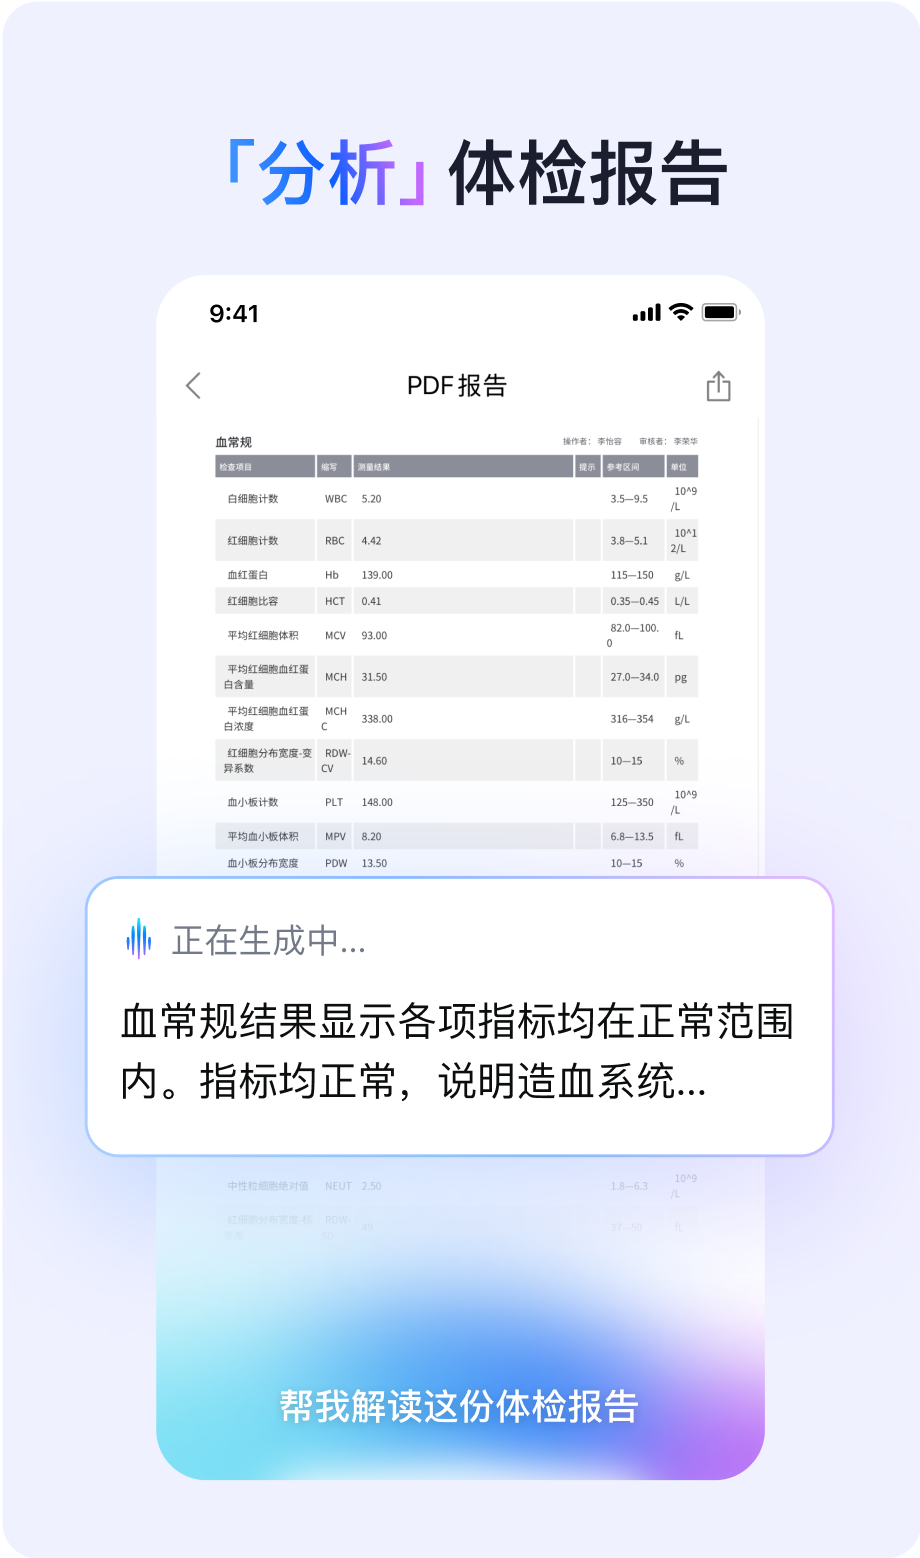 「分析」体检报告
9:41
PDF报告
血常规 操作者： 李怡容 审核者： 李荣华
检查项目 缩写 测量结果 提示 参考区间 单位
白细胞计数 WBC 5.20 3.5—9.5 10^9
/L
红细胞计数 RBC 4.42 3.8—5.1 10^1
2/L
血红蛋白 Hb 139.00 115—150 g/L
红细胞比容 HCT 0.41 0.35—0.45 L/L
平均红细胞体积 MCV 93.00 82.0—100.
0 fL
平均红细胞血红蛋
白含量 MCH 31.50 27.0—34.0 pg
平均红细胞血红蛋
白浓度 MCH
C 338.00 316—354 g/L
红细胞分布宽度-变
异系数 RDW-
CV 14.60 10—15 %
血小板计数 PLT 148.00 125—350 10^9
/L
平均血小板体积 MPV 8.20 6.8—13.5 fL
血小板分布宽度 PDW 13.50 10—15 %
正在生成中...
血常规结果显示各项指标均在正常范围
内。指标均正常，说明造血系统...
中性粒细胞绝对值 NEUT 2.50 1.8—6.3 10^9
/L
红细胞分布宽度-标 RDW-
SD 49 37—50 fL
帮我解读这份体检报告